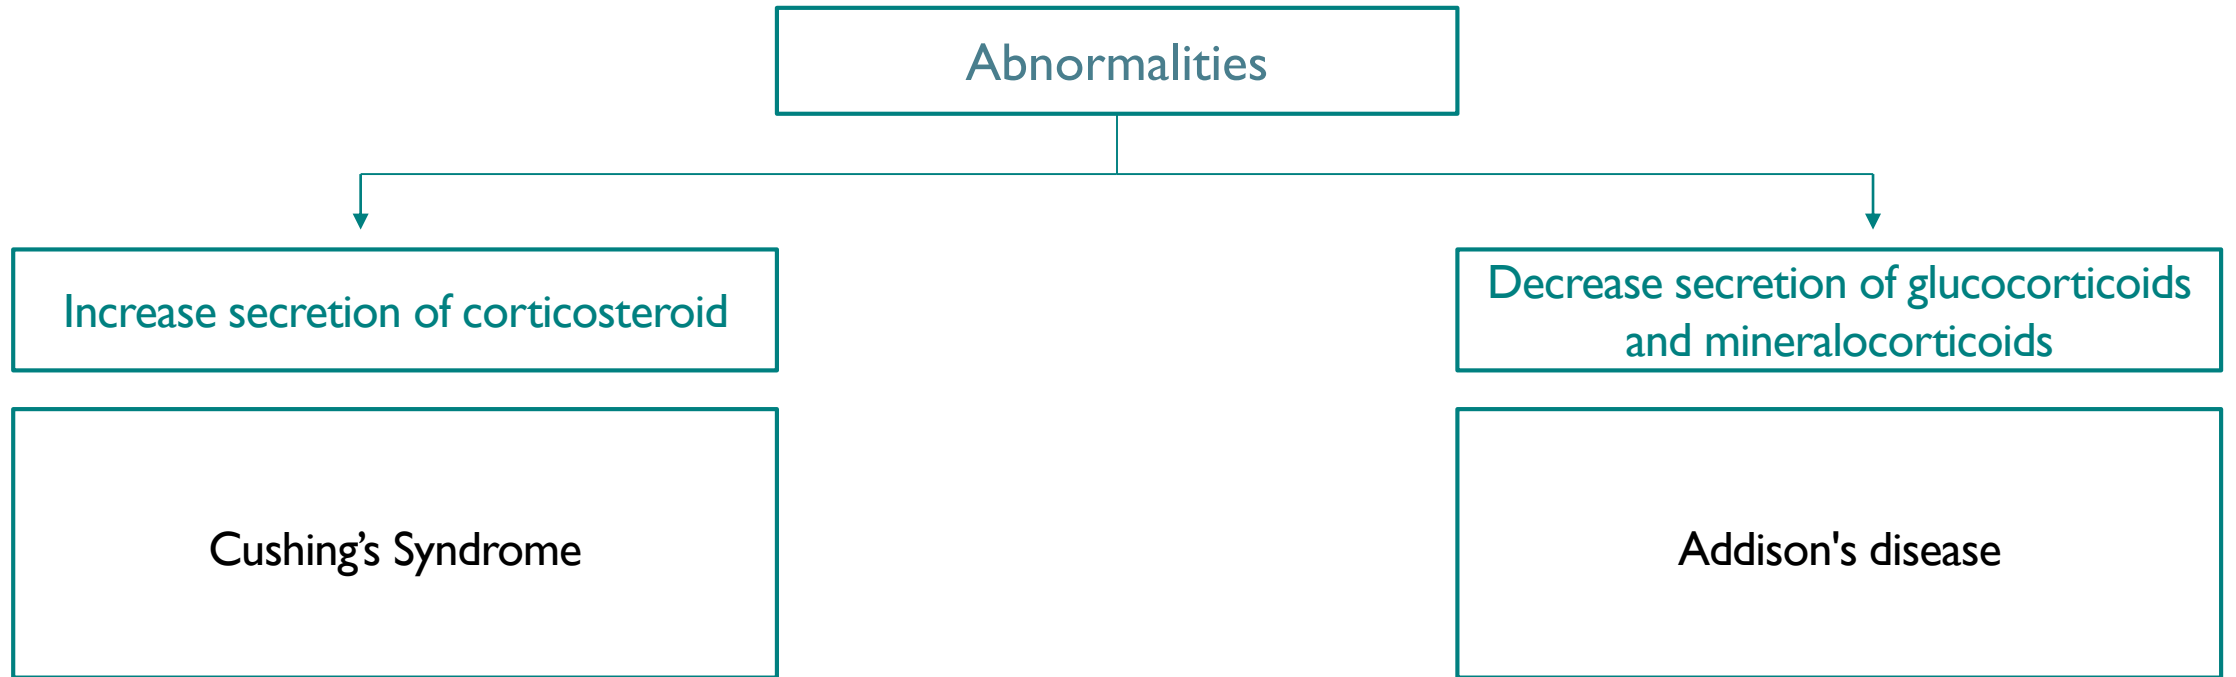 Abnormalities
Increase secretion of corticosteroid
Decrease secretion of glucocorticoids
and mineralocorticoids
Cushing’s Syndrome
Addison's disease